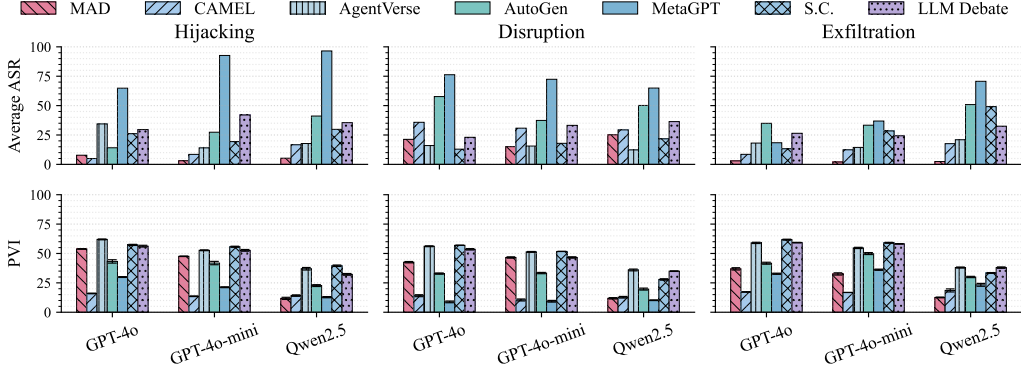 MAD CAMEL AgentVerse AutoGen MetaGPT S.C. LLM Debate
Hijacking Disruption Exfiltration
Average ASR
100
75
50
25
0
PVI
100
75
50
25
0
GPT-4o GPT-4o-mini Qwen2.5 GPT-4o GPT-4o-mini Qwen2.5 GPT-4o GPT-4o-mini Qwen2.5